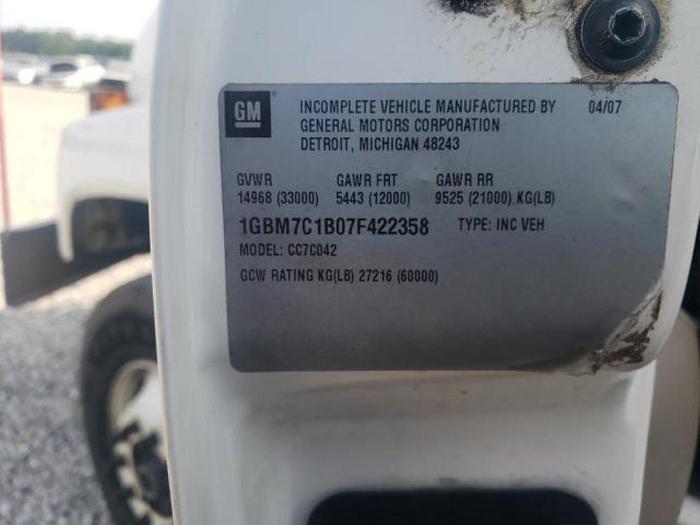 GM
INCOMPLETE VEHICLE MANUFACTURED BY 04/07
GENERAL MOTORS CORPORATION
DETROIT, MICHIGAN 48243
GVWR GAWR FRT GAWR RR
14968 (33000) 5443 (12000) 9525 (21000) KG(LB)
1GBM7C1B07F422358 TYPE: INC VEH
MODEL: CC7C042
GCW RATING KG(LB) 27216 (60000)